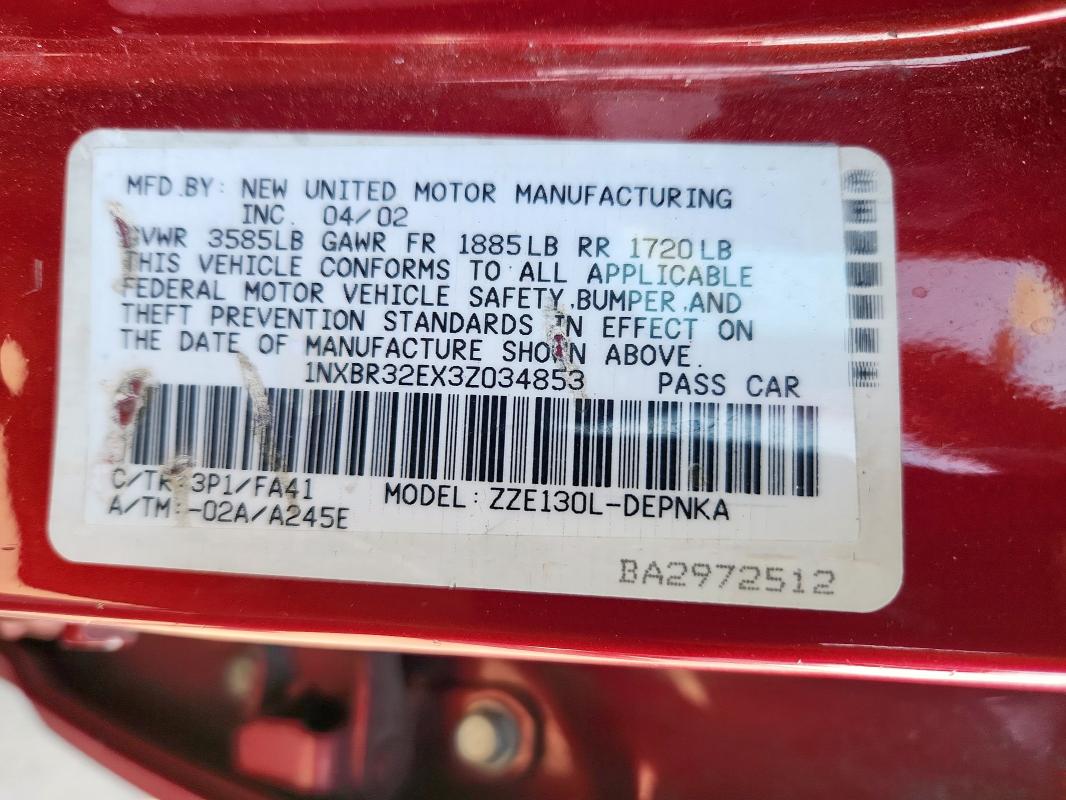 MFD.BY: NEW UNITED MOTOR MANUFACTURING
INC. 04/02
GVWR 3585LB GAWR FR 1885LB RR 1720LB
THIS VEHICLE CONFORMS TO ALL APPLICABLE
FEDERAL MOTOR VEHICLE SAFETY,BUMPER,AND
THEFT PREVENTION STANDARDS IN EFFECT ON
THE DATE OF MANUFACTURE SHOWN ABOVE.
1NXBR32EX3Z034853 PASS CAR
C/TR:3P1/FA41
A/TM:-02A/A245E
MODEL:ZZE130L-DEPNKA
BA2972512